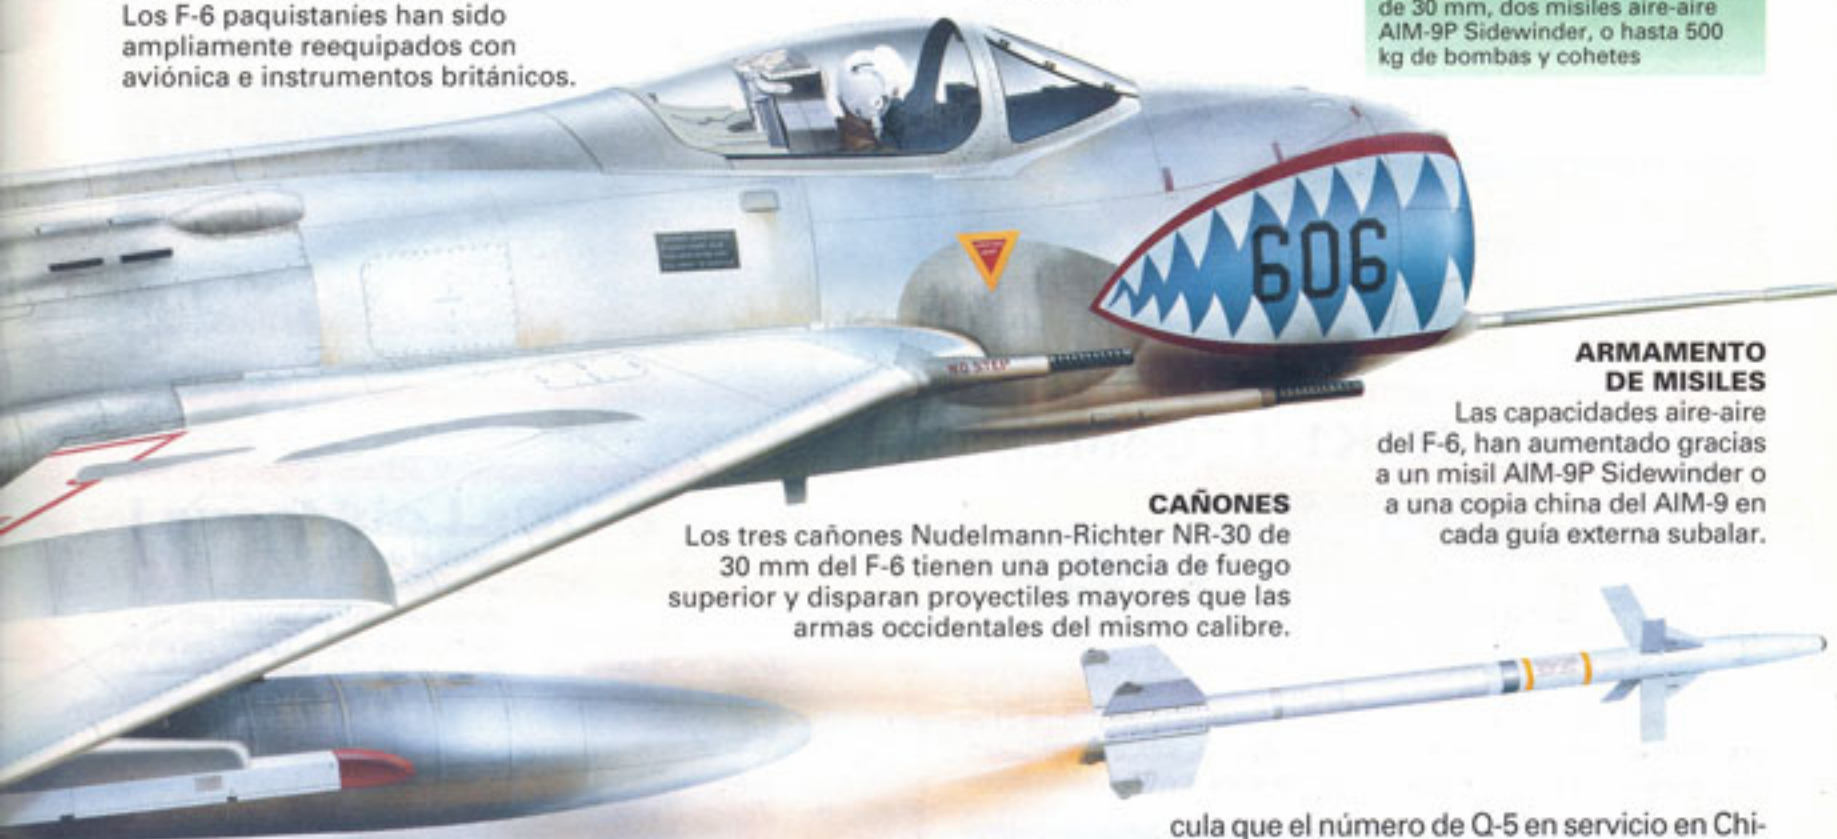 Los F-6 paquistaníes han sido
ampliamente reequipados con
aviónica e instrumentos británicos.
de 30 mm, dos misiles aire-aire
AIM-9P Sidewinder, o hasta 500
kg de bombas y cohetes
606
NO STEP
ARMAMENTO
DE MISILES
Las capacidades aire-aire
del F-6, han aumentado gracias
a un misil AIM-9P Sidewinder o
a una copia china del AIM-9 en
cada guía externa subalar.
CAÑONES
Los tres cañones Nudelmann-Richter NR-30 de
30 mm del F-6 tienen una potencia de fuego
superior y disparan proyectiles mayores que las
armas occidentales del mismo calibre.
cula que el número de Q-5 en servicio en Chi-